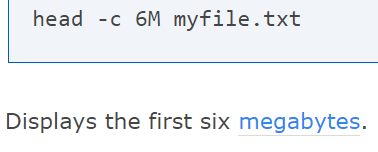 head -c 6M myfile.txt
Displays the first six megabytes.